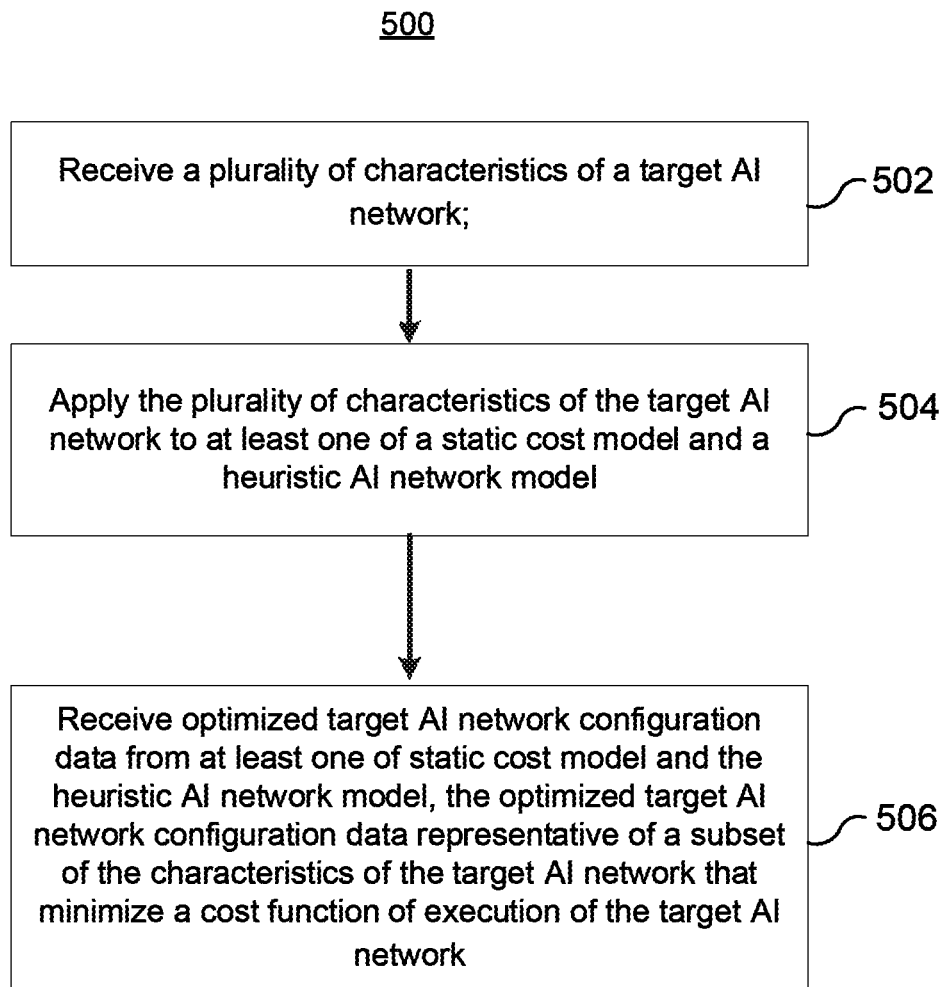 500
Receive a plurality of characteristics of a target AI
network;
502
Apply the plurality of characteristics of the target AI
network to at least one of a static cost model and a
heuristic AI network model
504
Receive optimized target AI network configuration
data from at least one of static cost model and the
heuristic AI network model, the optimized target AI
network configuration data representative of a subset
of the characteristics of the target AI network that
minimize a cost function of execution of the target AI
network
506